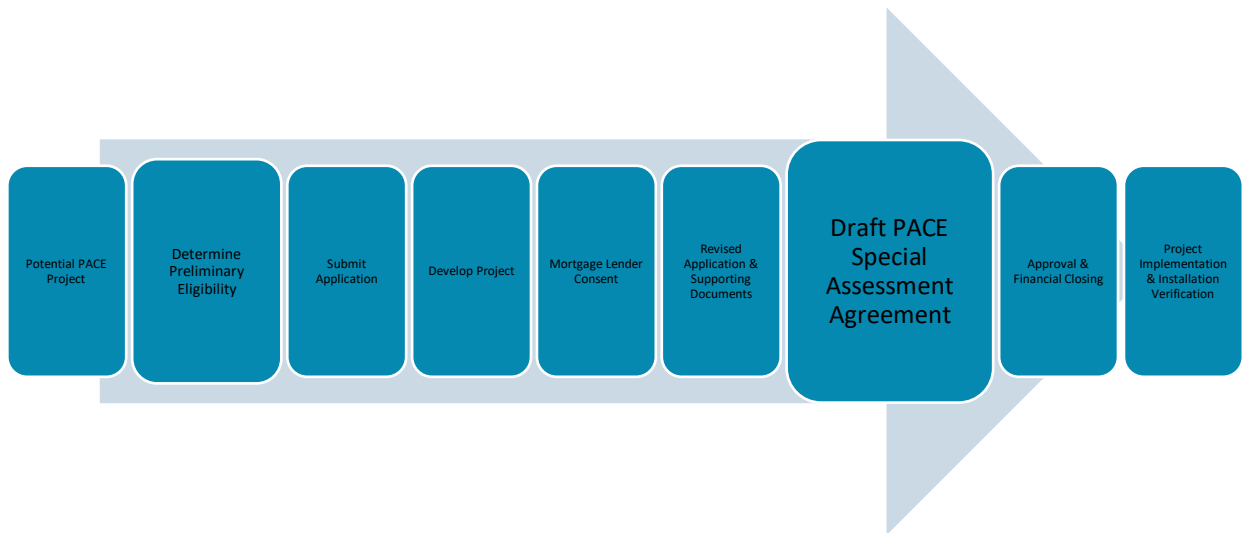 Potential PACE
Project
Determine
Preliminary
Eligibility
Submit
Application
Develop Project
Mortgage Lender
Consent
Revised
Application &
Supporting
Documents
Draft PACE
Special
Assessment
Agreement
Approval &
Financial Closing
Project
Implementation
& Installation
Verification